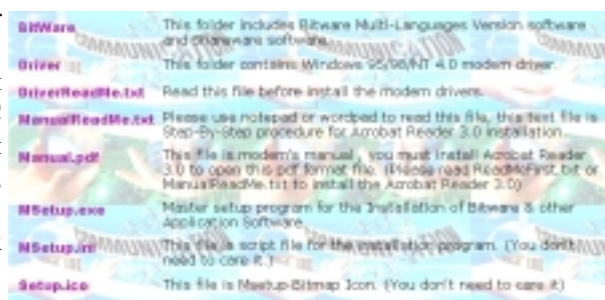 BitWare This folder includes Bitware Multi-Languages Version software
and Shareware software.
Driver This folder contains Windows 95/98/NT 4.0 modem driver.
DriverReadMe.txt Read this file before install the modem drivers.
ManualReadMe.txt Please use notepad or wordpad to read this file, this text file is
Step-By-Step procedure for Acrobat Reader 3.0 installation.
Manual.pdf This file is modem's manual, you must install Acrobat Reader
3.0 to open this pdf format file. (Please read ReadMeFirst.txt or
ManualReadMe.txt to install the Acrobat Reader 3.0)
MSetup.exe Master setup program for the Installation of Bitware & other
Application Software.
MSetup.ini This file is script file for the installation program. (You don't
need to care it.)
Setup.ico This file is Msetup-Bitmap Icon. (You don't need to care it)